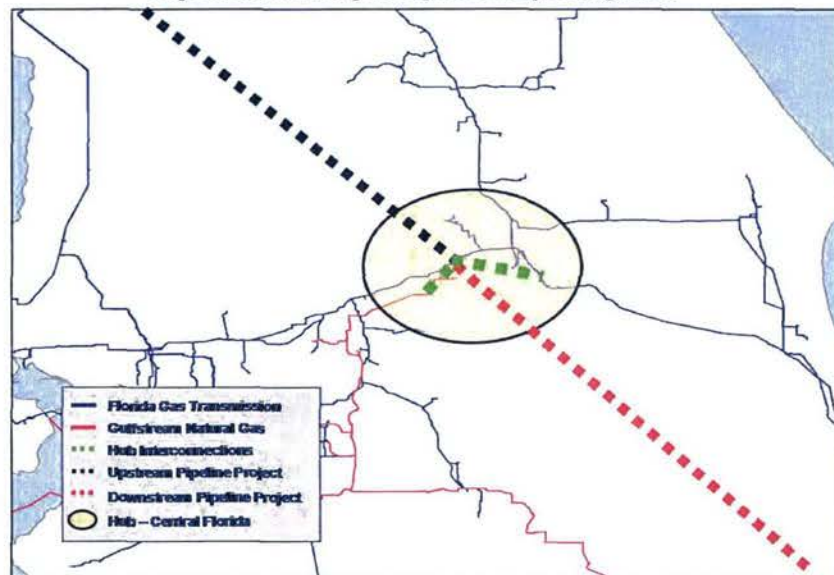 Florida Gas Transmission
Gulfstream Natural Gas
Hub Interconnections
Upstream Pipeline Project
Downstream Pipeline Project
Hub – Central Florida